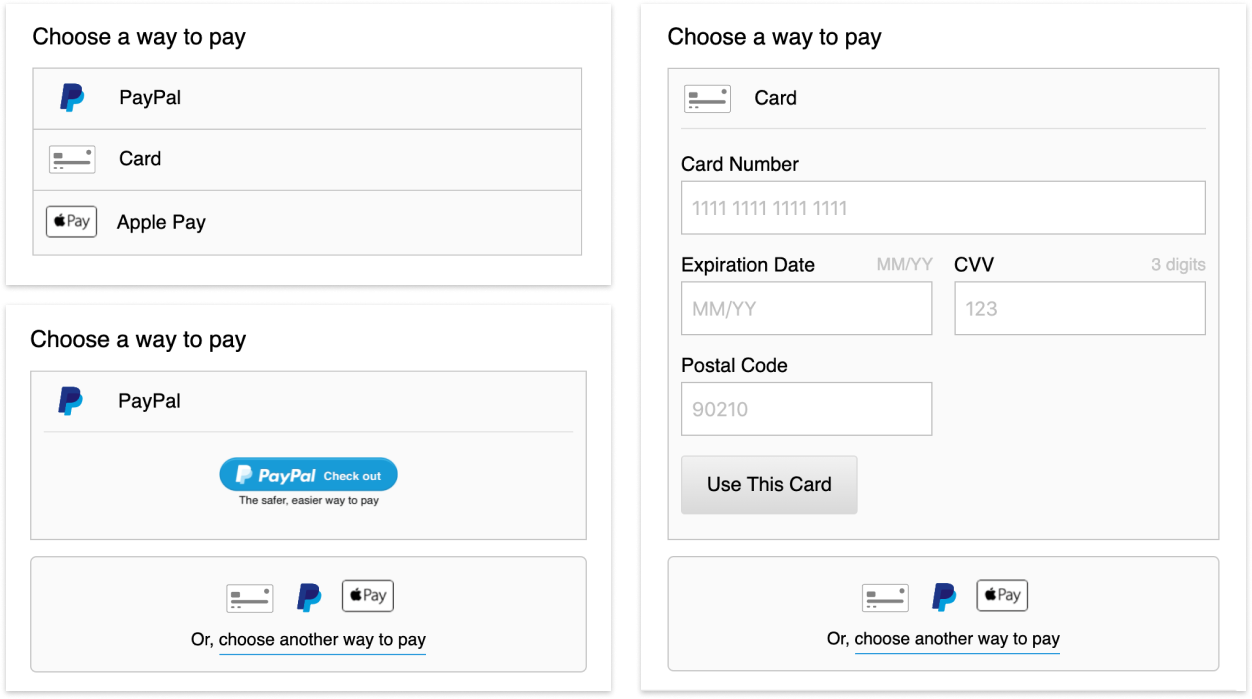 Choose a way to pay
PayPal
Card
Pay Apple Pay
Choose a way to pay
PayPal
PayPal Check out
The safer, easier way to pay
Pay
Or, choose another way to pay
Choose a way to pay
Card
Card Number
1111 1111 1111 1111
Expiration Date MM/YY CVV 3 digits
MM/YY 123
Postal Code
90210
Use This Card
Pay
Or, choose another way to pay